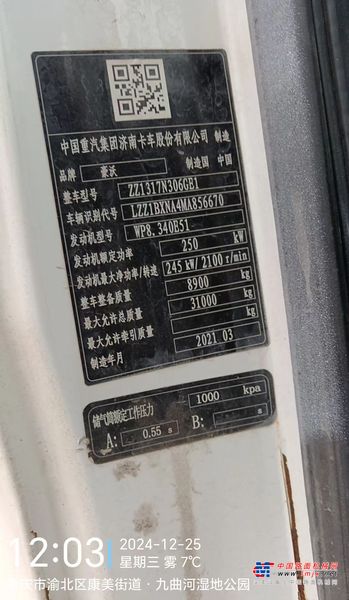 中国重汽集团济南卡车股份有限公司 制造
品牌 豪沃 制造国 中国
整车型号 ZZ1317N306GE1
车辆识别代号 LZZ1BXNA4MA856670
发动机型号 WP8.340E51
发动机额定功率 250 kW
发动机最大净功率/转速 245 kW/2100 r/min
整车整备质量 8900 kg
最大允许总质量 31000 kg
最大允许牵引质量 kg
制造年月 2021 03
储气筒额定工作压力 1000 kpa
A: 0.55 s B: s
12:03 2024-12-25
星期三 雾 7℃
重庆市渝北区康美街道·九曲河湿地公园
中国路面机械网